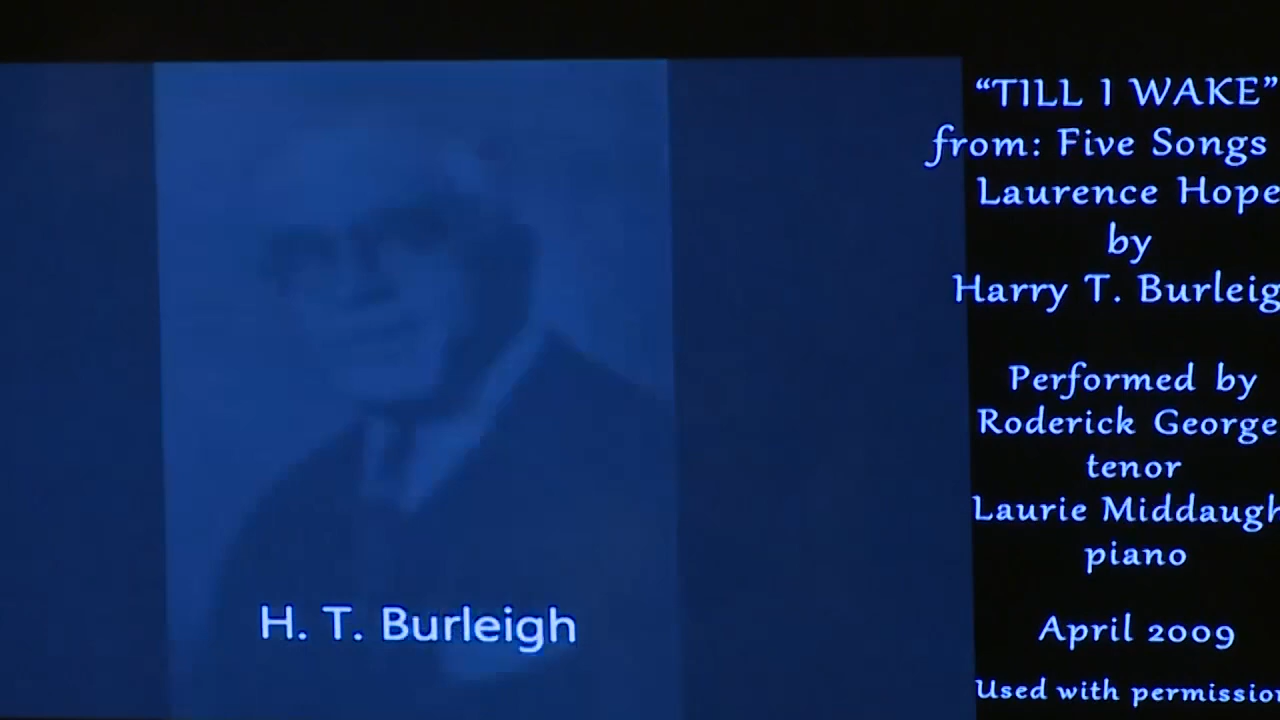 H. T. Burleigh
“TILL I WAKE”
from: Five Songs
Laurence Hope
by
Harry T. Burleig
Performed by
Roderick George
tenor
Laurie Middaugh
piano
April 2009
Used with permission